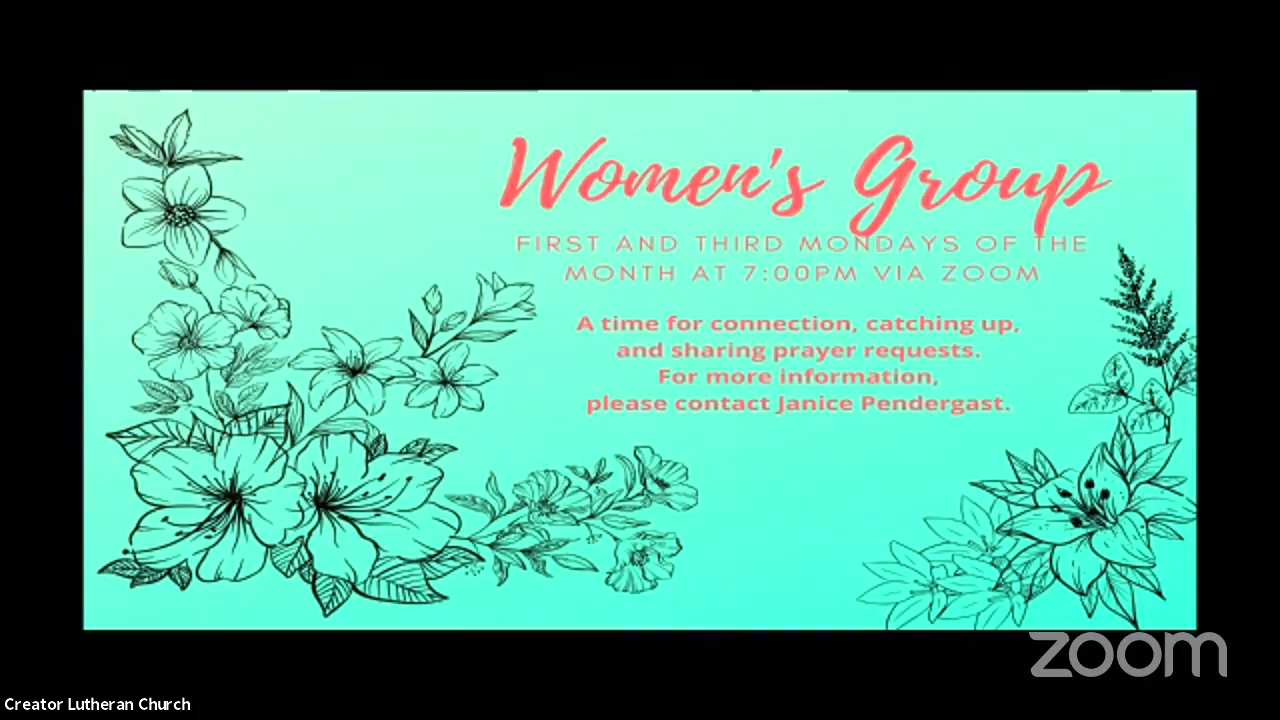 Women's Group
FIRST AND THIRD MONDAYS OF THE
MONTH AT 7:00PM VIA ZOOM
A time for connection, catching up,
and sharing prayer requests.
For more information,
please contact Janice Pendergast.
zoom
Creator Lutheran Church